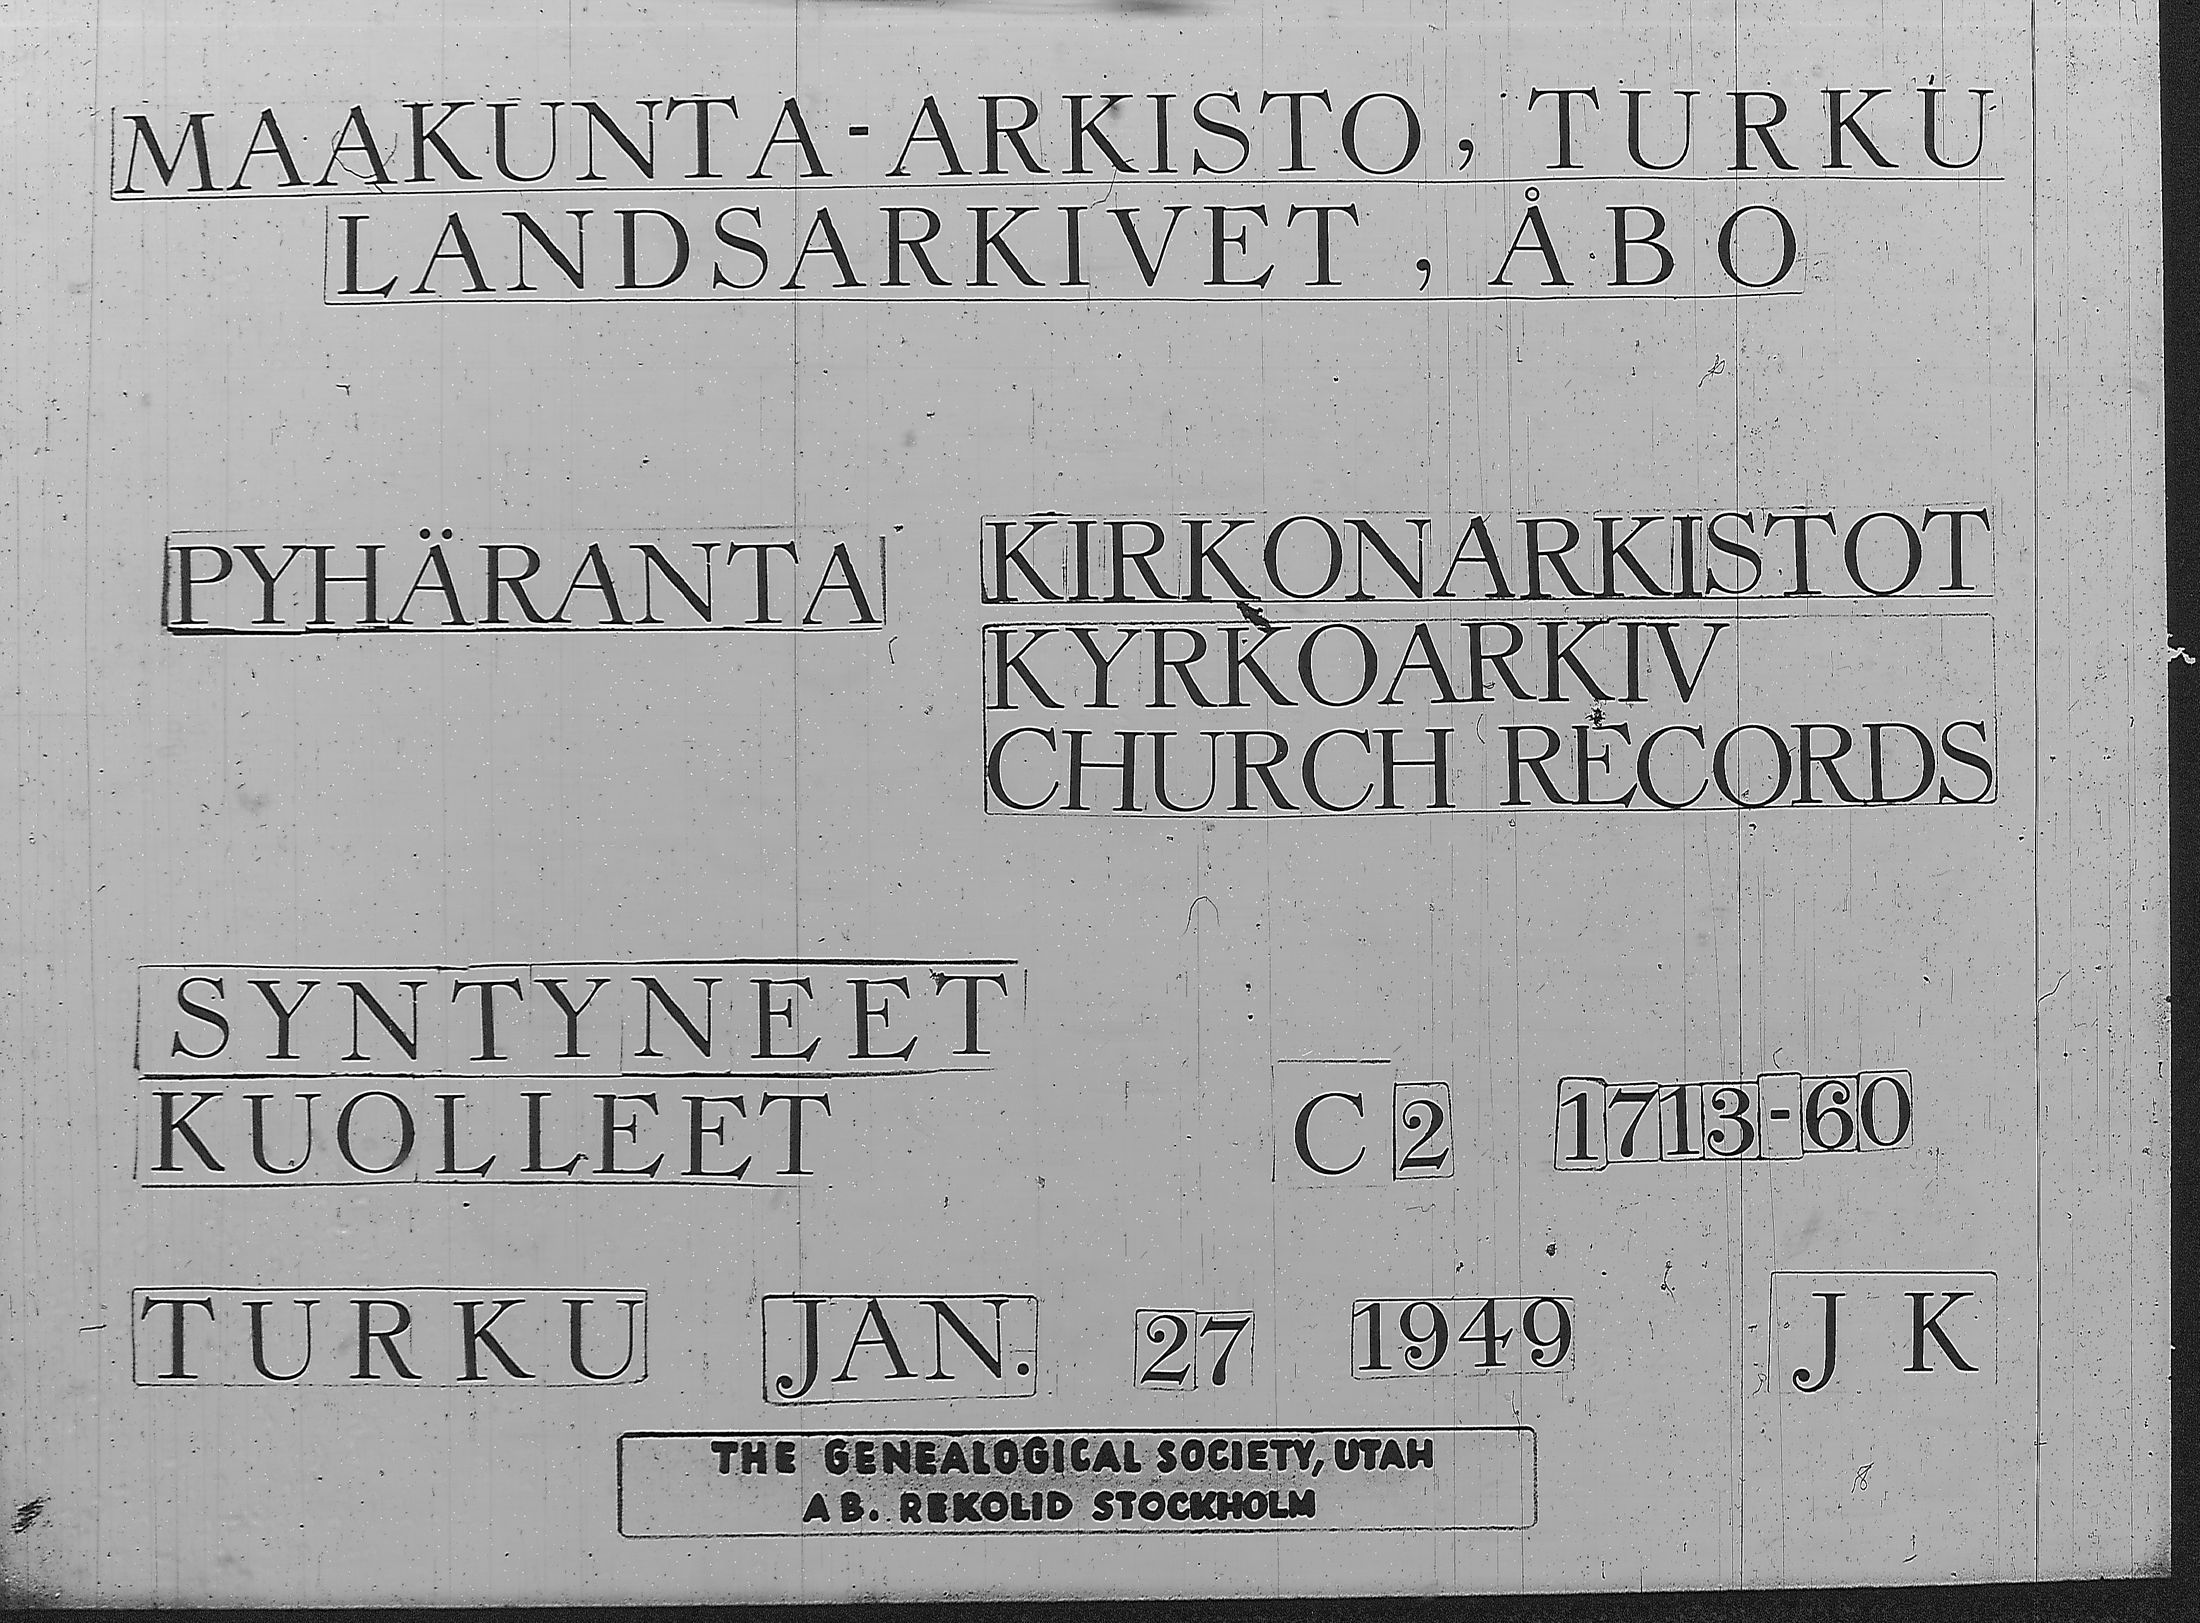 MAAKUNTA-ARKISTO, TURKU
LANDSARKIVET, ÅBO
PYHÄRANTA KIRKONARKISTOT
KYRKOARKIV
CHURCH RECORDS
SYNTYNEET
KUOLLEET C 2 1713-60
TURKU JAN. 27 1949 J K
THE GENEALOGICAL SOCIETY, UTAH
AB. REKOLID STOCKHOLM